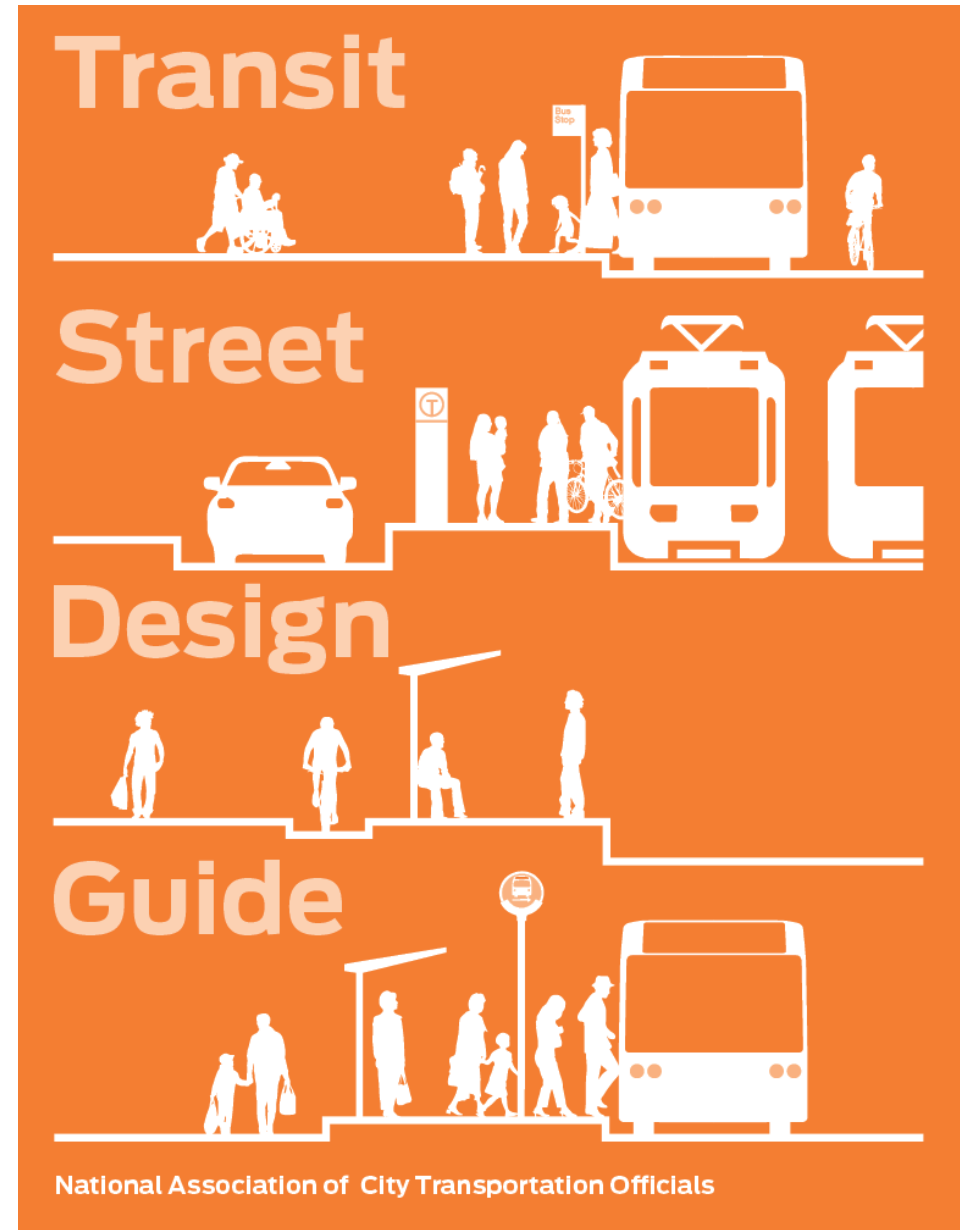 Transit
Bus
Stop
Street
T
Design
Guide
National Association of City Transportation Officials